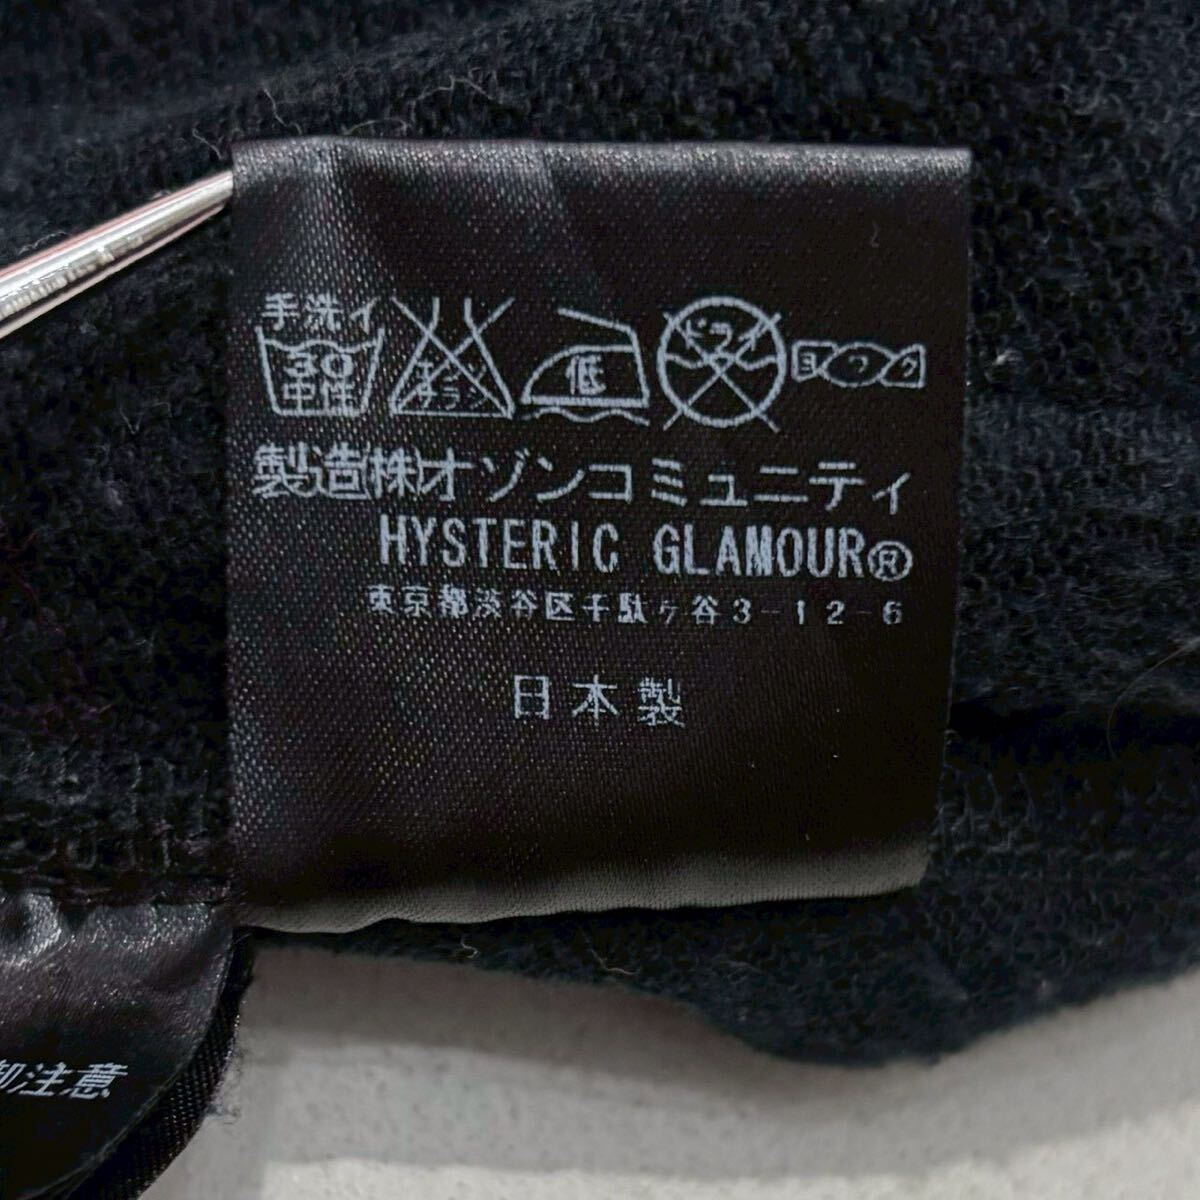 手洗イ
30
中性
エンソ
サラシ
低
ドライ
ヨワク
製造(株)オゾンコミュニティ
HYSTERIC GLAMOUR®
東京都渋谷区千駄ヶ谷3-12-6
日本製
御注意